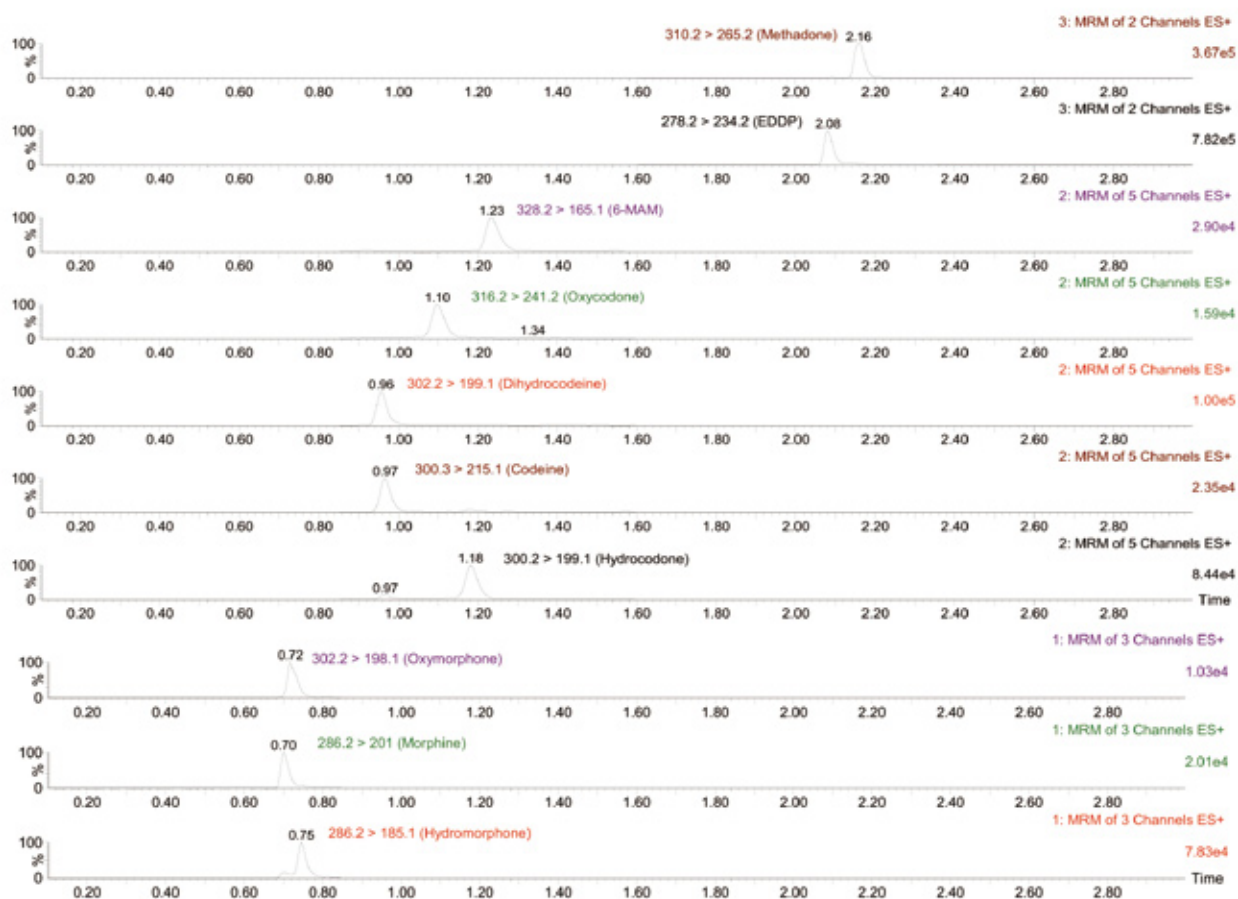 3: MRM of 2 Channels ES+
310.2 > 265.2 (Methadone) 2.16
3.67e5
100
%
0
0.20 0.40 0.60 0.80 1.00 1.20 1.40 1.60 1.80 2.00 2.20 2.40 2.60 2.80
3: MRM of 2 Channels ES+
278.2 > 234.2 (EDDP) 2.08
7.82e5
100
%
0
0.20 0.40 0.60 0.80 1.00 1.20 1.40 1.60 1.80 2.00 2.20 2.40 2.60 2.80
2: MRM of 5 Channels ES+
1.23 328.2 > 165.1 (6-MAM)
2.90e4
100
%
0
0.20 0.40 0.60 0.80 1.00 1.20 1.40 1.60 1.80 2.00 2.20 2.40 2.60 2.80
2: MRM of 5 Channels ES+
1.10 316.2 > 241.2 (Oxycodone)
1.59e4
100
%
0
1.34
0.20 0.40 0.60 0.80 1.00 1.20 1.40 1.60 1.80 2.00 2.20 2.40 2.60 2.80
2: MRM of 5 Channels ES+
0.96 302.2 > 199.1 (Dihydrocodeine)
1.00e5
100
%
0
0.20 0.40 0.60 0.80 1.00 1.20 1.40 1.60 1.80 2.00 2.20 2.40 2.60 2.80
2: MRM of 5 Channels ES+
0.97 300.3 > 215.1 (Codeine)
2.35e4
100
%
0
0.20 0.40 0.60 0.80 1.00 1.20 1.40 1.60 1.80 2.00 2.20 2.40 2.60 2.80
2: MRM of 5 Channels ES+
1.18 300.2 > 199.1 (Hydrocodone)
8.44e4
100
%
0
0.97
Time
0.20 0.40 0.60 0.80 1.00 1.20 1.40 1.60 1.80 2.00 2.20 2.40 2.60 2.80
1: MRM of 3 Channels ES+
0.72 302.2 > 198.1 (Oxymorphone)
1.03e4
100
%
0
0.20 0.40 0.60 0.80 1.00 1.20 1.40 1.60 1.80 2.00 2.20 2.40 2.60 2.80
1: MRM of 3 Channels ES+
0.70 286.2 > 201 (Morphine)
2.01e4
100
%
0
0.20 0.40 0.60 0.80 1.00 1.20 1.40 1.60 1.80 2.00 2.20 2.40 2.60 2.80
1: MRM of 3 Channels ES+
0.75 286.2 > 185.1 (Hydromorphone)
7.83e4
100
%
0
Time
0.20 0.40 0.60 0.80 1.00 1.20 1.40 1.60 1.80 2.00 2.20 2.40 2.60 2.80